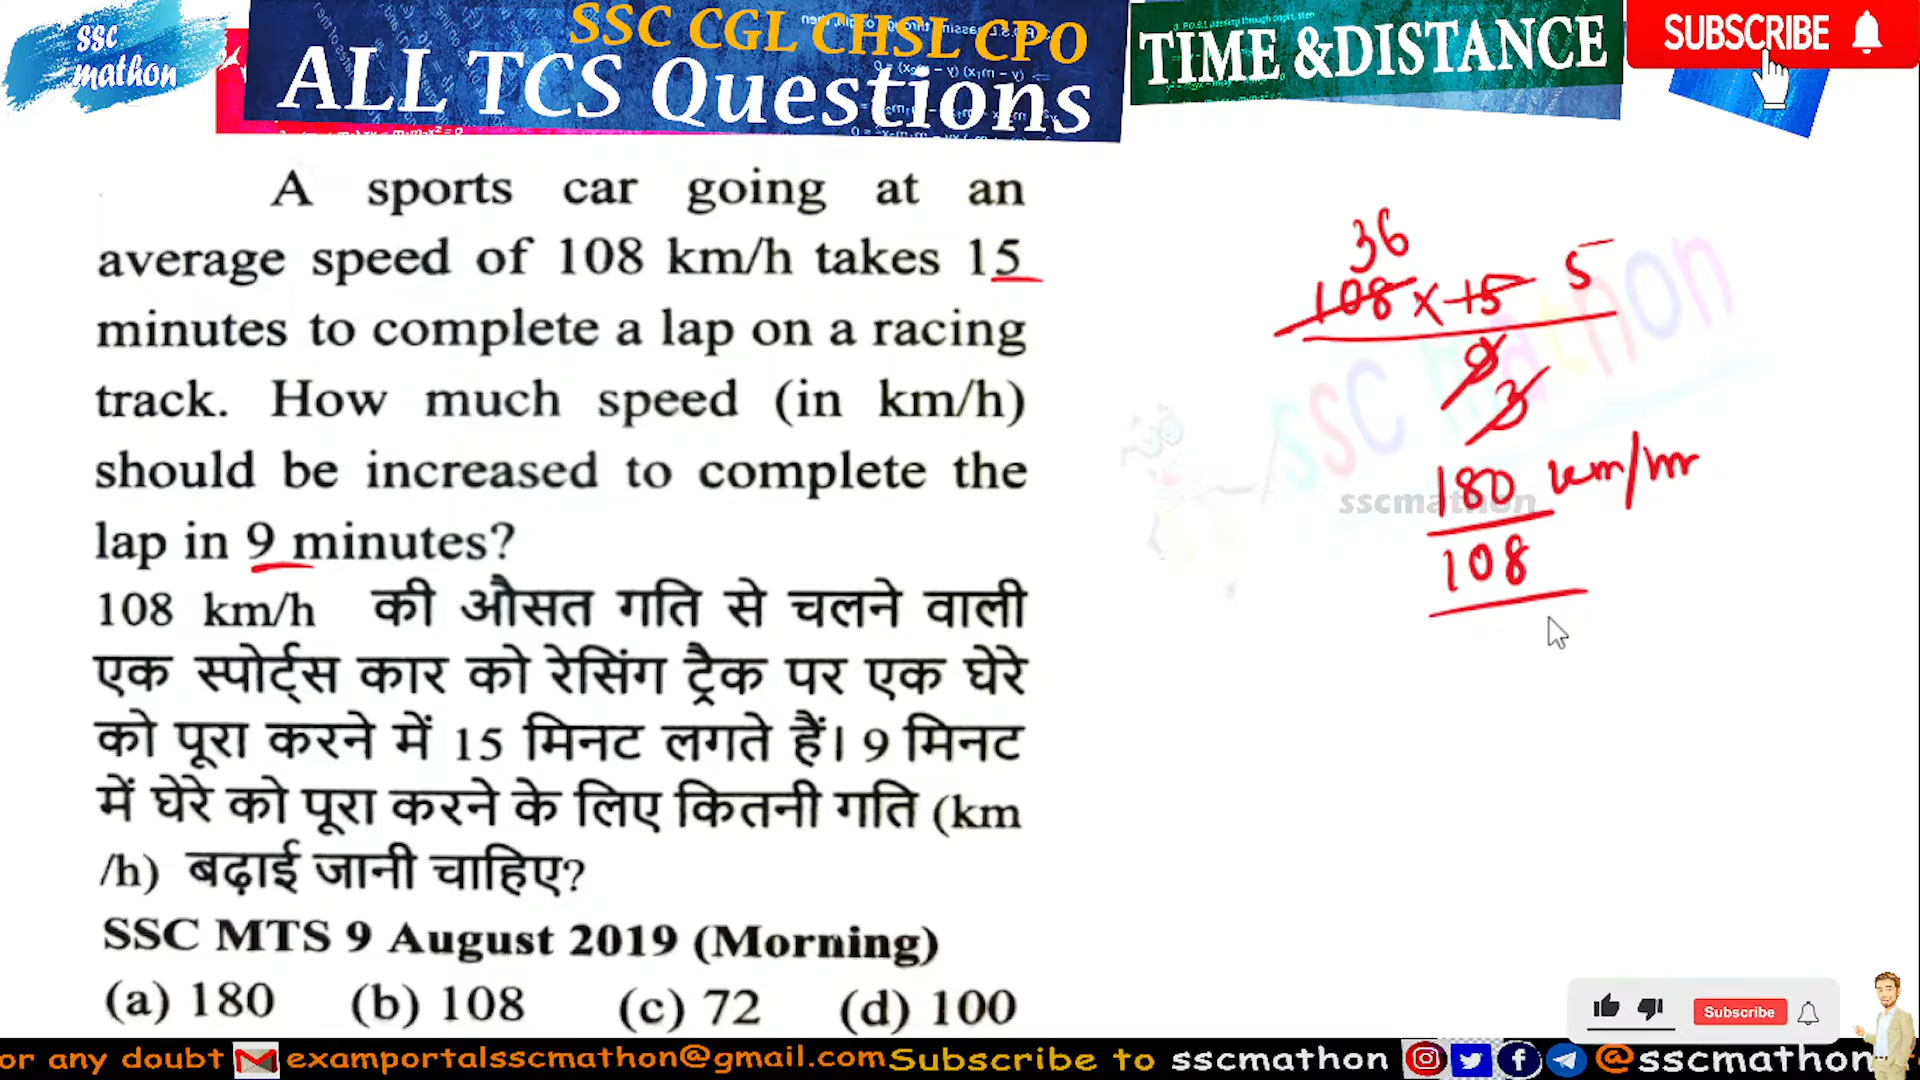 ssc
mathon
SSC CGL CHSL CPO
ALL TCS Questions
TIME &DISTANCE
SUBSCRIBE
A sports car going at an
average speed of 108 km/h takes 15
minutes to complete a lap on a racing
track. How much speed (in km/h)
should be increased to complete the
lap in 9 minutes?
108 km/h की औसत गति से चलने वाली
एक स्पोर्ट्स कार को रेसिंग ट्रैक पर एक घेरे
को पूरा करने में 15 मिनट लगते हैं। 9 मिनट
में घेरे को पूरा करने के लिए कितनी गति (km
/h) बढ़ाई जानी चाहिए?
SSC MTS 9 August 2019 (Morning)
(a) 180 (b) 108 (c) 72 (d) 100
36
108 x 15 5
9
3
180 km/hr
108
SSC Mathon
sscmathon
Subscribe
or any doubt examportalsscmathon@gmail.com Subscribe to sscmathon @sscmathon